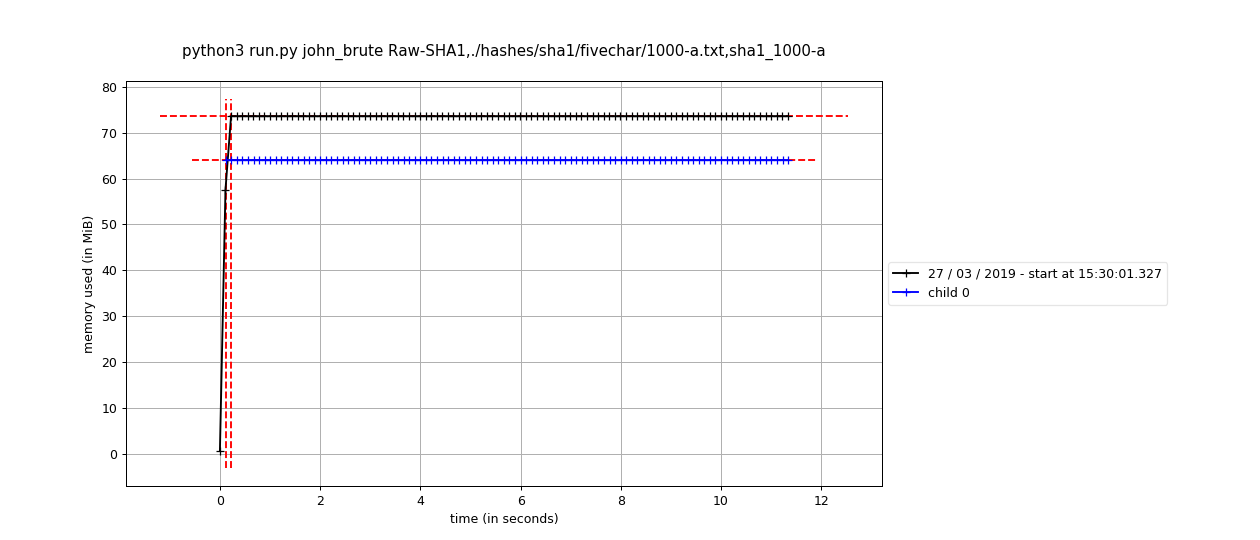 python3 run.py john_brute Raw-SHA1,./hashes/sha1/fivechar/1000-a.txt,sha1_1000-a
80
70
60
50
40
30
20
10
0
memory used (in MiB)
0 2 4 6 8 10 12
time (in seconds)
27 / 03 / 2019 - start at 15:30:01.327
child 0